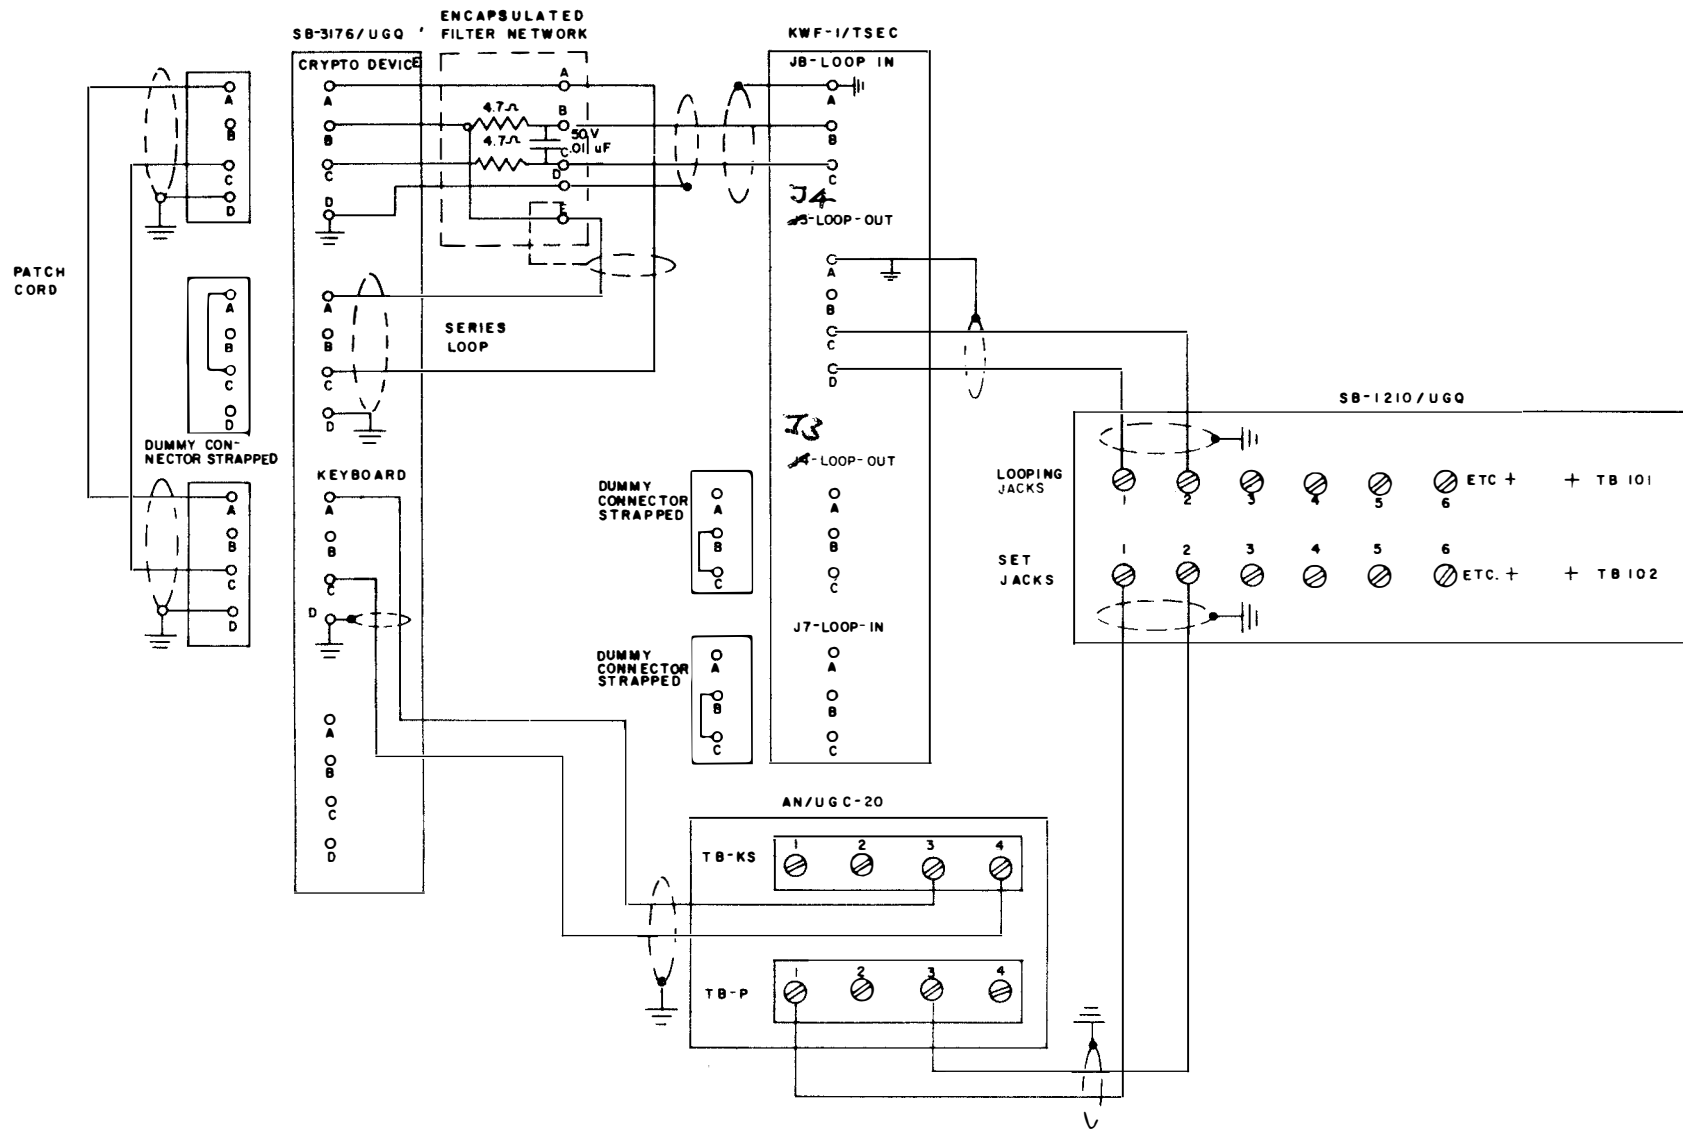 ENCAPSULATED
FILTER NETWORK
SB-3176/UGQ '
KWF-1/TSEC
CRYPTO DEVICE
J8-LOOP IN
A
B
C
D
A
B
C
D
A
B
C
D
E
4.7Ω
4.7Ω
50V
.01 uF
A
B
C
J4
-LOOP-OUT
A
B
C
D
PATCH
CORD
A
B
C
D
A
B
C
D
SERIES
LOOP
DUMMY CON-
NECTOR STRAPPED
J3
J4-LOOP-OUT
A
B
C
DUMMY
CONNECTOR
STRAPPED
A
B
C
KEYBOARD
A
B
C
D
A
B
C
D
SB-1210/UGQ
LOOPING
JACKS
1
2
3
4
5
6
ETC +
+ TB 101
SET
JACKS
1
2
3
4
5
6
ETC. +
+ TB 102
J7-LOOP-IN
A
B
C
DUMMY
CONNECTOR
STRAPPED
A
B
C
A
B
C
D
AN/UGC-20
TB-KS
1
2
3
4
TB-P
1
2
3
4